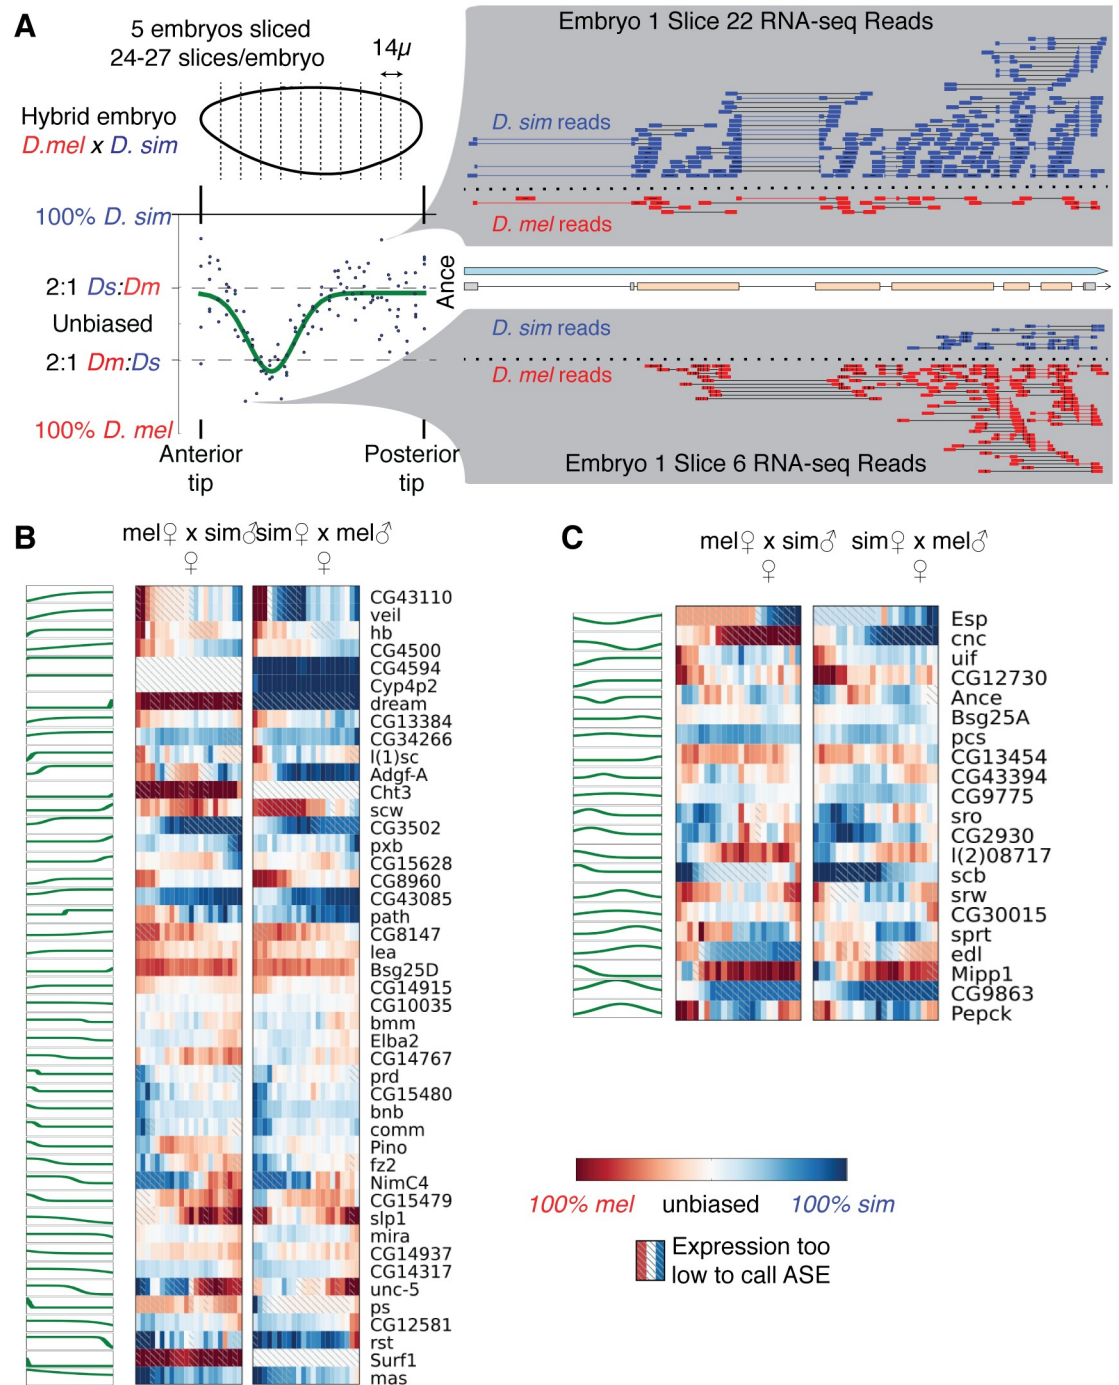 A
5 embryos sliced
24-27 slices/embryo
14μ
Hybrid embryo
D.mel x D. sim
100% D. sim
2:1 Ds:Dm
Unbiased
2:1 Dm:Ds
100% D. mel
Anterior
tip
Posterior
tip
Embryo 1 Slice 22 RNA-seq Reads
D. sim reads
D. mel reads
Ance
D. sim reads
D. mel reads
Embryo 1 Slice 6 RNA-seq Reads
B
mel♀ x sim♂ sim♀ x mel♂
♀ ♀
CG43110
veil
hb
CG4500
CG4594
Cyp4p2
dream
CG13384
CG34266
l(1)sc
Adgf-A
Cht3
scw
CG3502
pxb
CG15628
CG8960
CG43085
path
CG8147
lea
Bsg25D
CG14915
CG10035
bmm
Elba2
CG14767
prd
CG15480
bnb
comm
Pino
fz2
NimC4
CG15479
slp1
mira
CG14937
CG14317
unc-5
ps
CG12581
rst
Surf1
mas
C
mel♀ x sim♂ sim♀ x mel♂
♀ ♀
Esp
cnc
uif
CG12730
Ance
Bsg25A
pcs
CG13454
CG43394
CG9775
sro
CG2930
l(2)08717
scb
srw
CG30015
sprt
edl
Mipp1
CG9863
Pepck
100% mel unbiased 100% sim
Expression too
low to call ASE